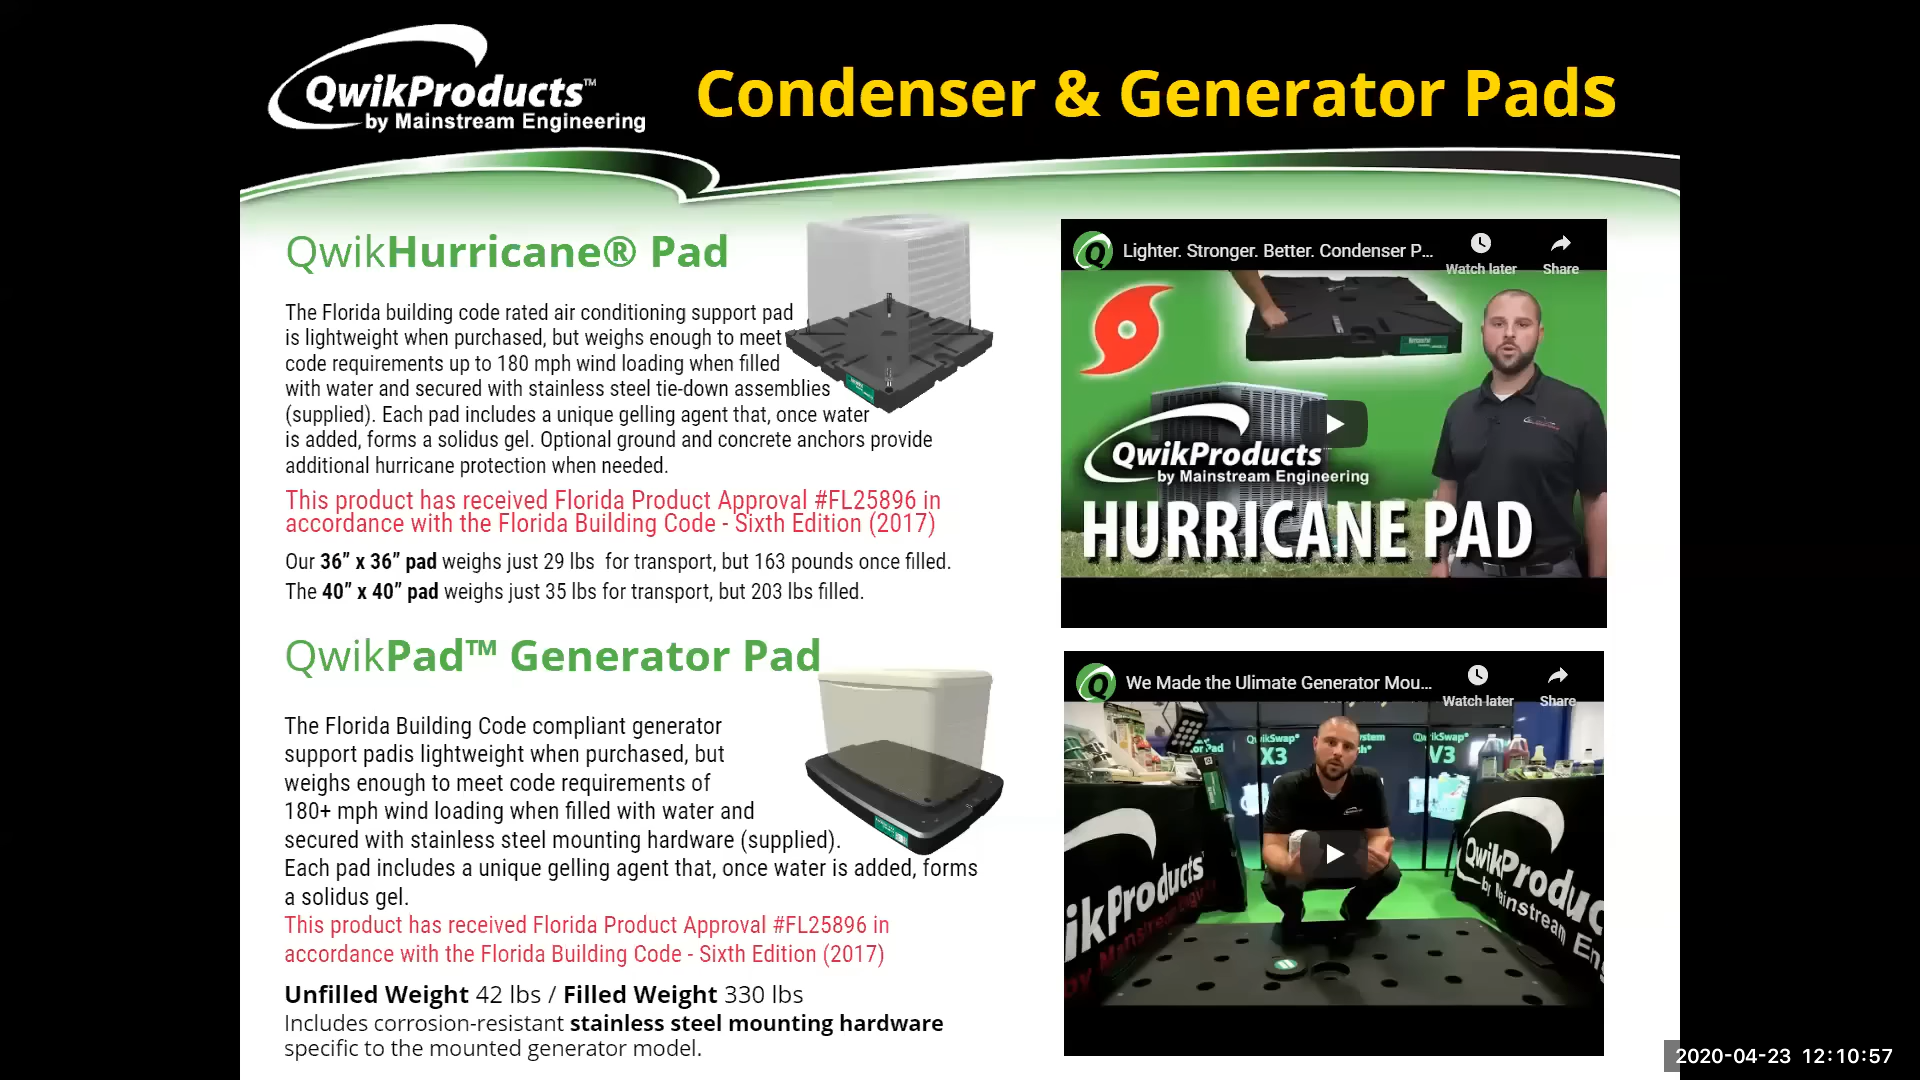 QwikProducts™
by Mainstream Engineering
Condenser & Generator Pads
QwikHurricane® Pad
The Florida building code rated air conditioning support pad
is lightweight when purchased, but weighs enough to meet
code requirements up to 180 mph wind loading when filled
with water and secured with stainless steel tie-down assemblies
(supplied). Each pad includes a unique gelling agent that, once water
is added, forms a solidus gel. Optional ground and concrete anchors provide
additional hurricane protection when needed.
This product has received Florida Product Approval #FL25896 in
accordance with the Florida Building Code - Sixth Edition (2017)
Our 36” x 36” pad weighs just 29 lbs for transport, but 163 pounds once filled.
The 40” x 40” pad weighs just 35 lbs for transport, but 203 lbs filled.
Lighter. Stronger. Better. Condenser P...
Watch later
Share
QwikProducts
by Mainstream Engineering
HURRICANE PAD
QwikPad™ Generator Pad
The Florida Building Code compliant generator
support padis lightweight when purchased, but
weighs enough to meet code requirements of
180+ mph wind loading when filled with water and
secured with stainless steel mounting hardware (supplied).
Each pad includes a unique gelling agent that, once water is added, forms
a solidus gel.
This product has received Florida Product Approval #FL25896 in
accordance with the Florida Building Code - Sixth Edition (2017)
Unfilled Weight 42 lbs / Filled Weight 330 lbs
Includes corrosion-resistant stainless steel mounting hardware
specific to the mounted generator model.
We Made the Ulimate Generator Mou...
Watch later
Share
or Pad
QwikSwap®
X3
QwikSwap®
V3
ikProducts
by Mainstream
QwikProduc
by Mainstream Eng
2020-04-23 12:10:57